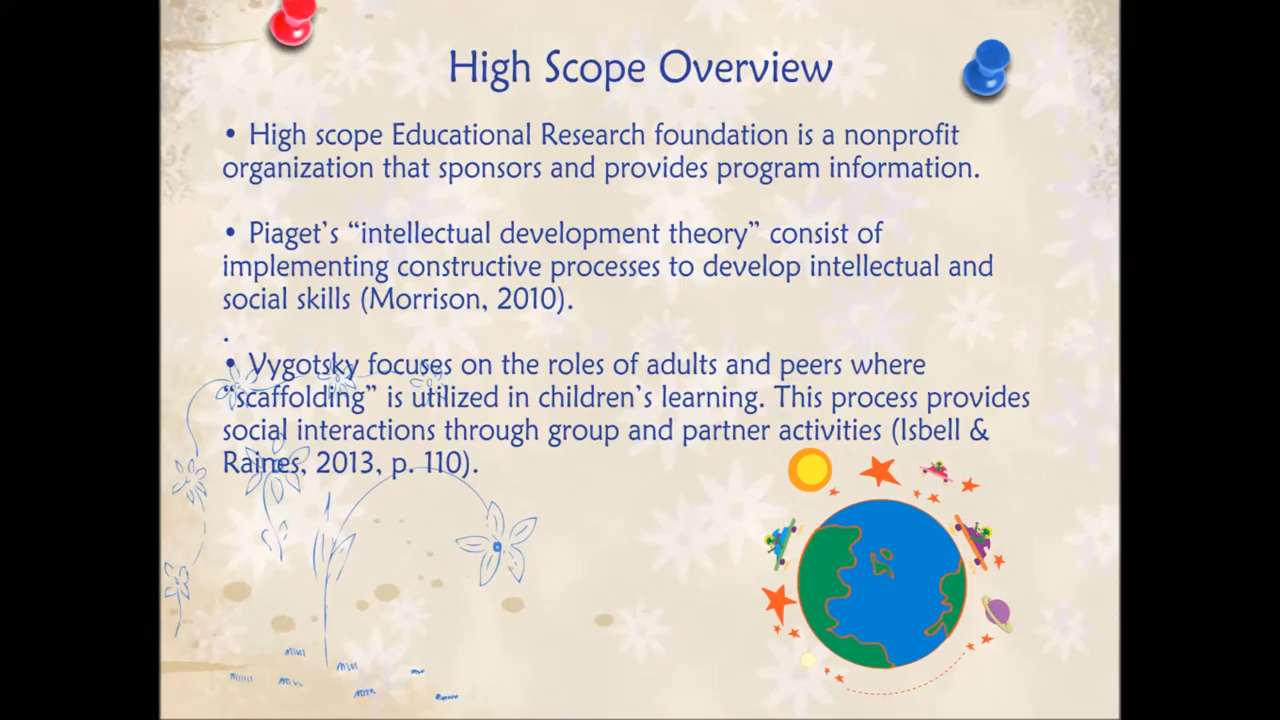 High Scope Overview
• High scope Educational Research foundation is a nonprofit
organization that sponsors and provides program information.
• Piaget’s “intellectual development theory” consist of
implementing constructive processes to develop intellectual and
social skills (Morrison, 2010).
.
• Vygotsky focuses on the roles of adults and peers where
“scaffolding” is utilized in children’s learning. This process provides
social interactions through group and partner activities (Isbell &
Raines, 2013, p. 110).